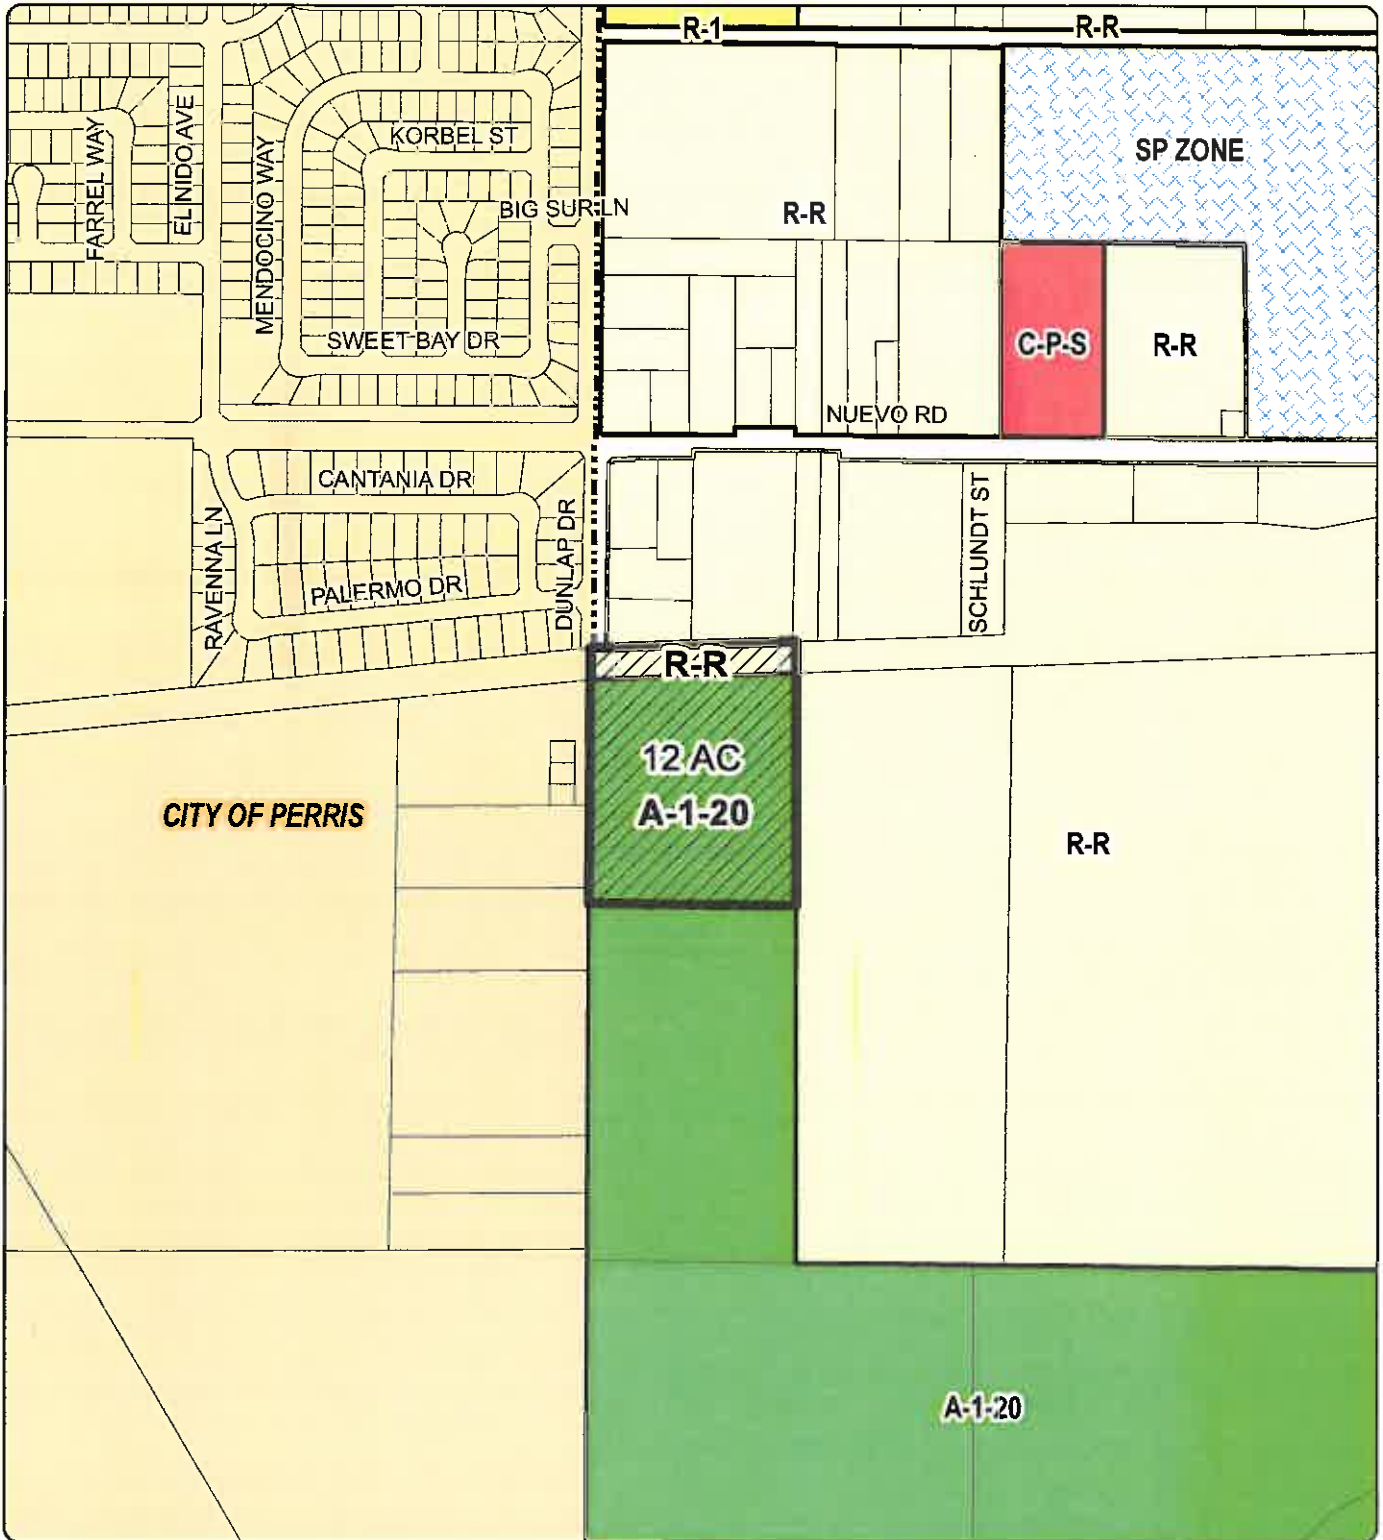 R-1
R-R
KORBEL ST
FARREL WAY
EL NIDO AVE
MENDOCINO WAY
BIG SUR LN
SWEET BAY DR
SP ZONE
R-R
C-P-S
R-R
NUEVO RD
CANTANIA DR
RAVENNA LN
PALERMO DR
DUNLAP DR
SCHLUNDT ST
R-R
12 AC
A-1-20
CITY OF PERRIS
R-R
A-1-20